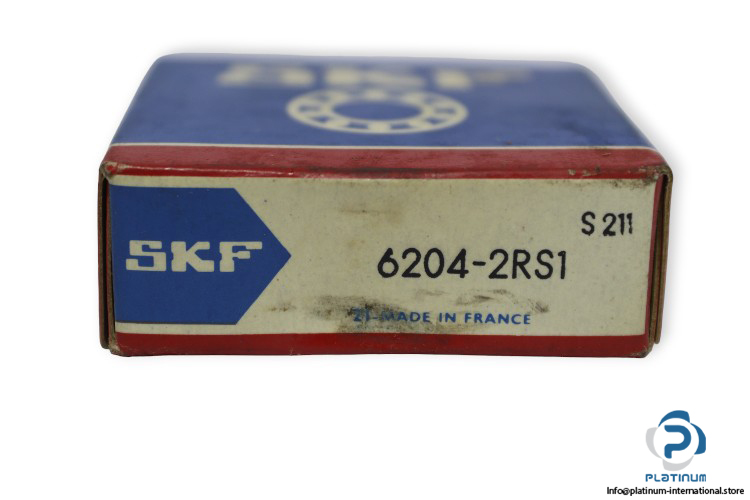 SKF
SKF
S 211
6204-2RS1
MADE IN FRANCE
PLATINUM
Info@platinum-international.store